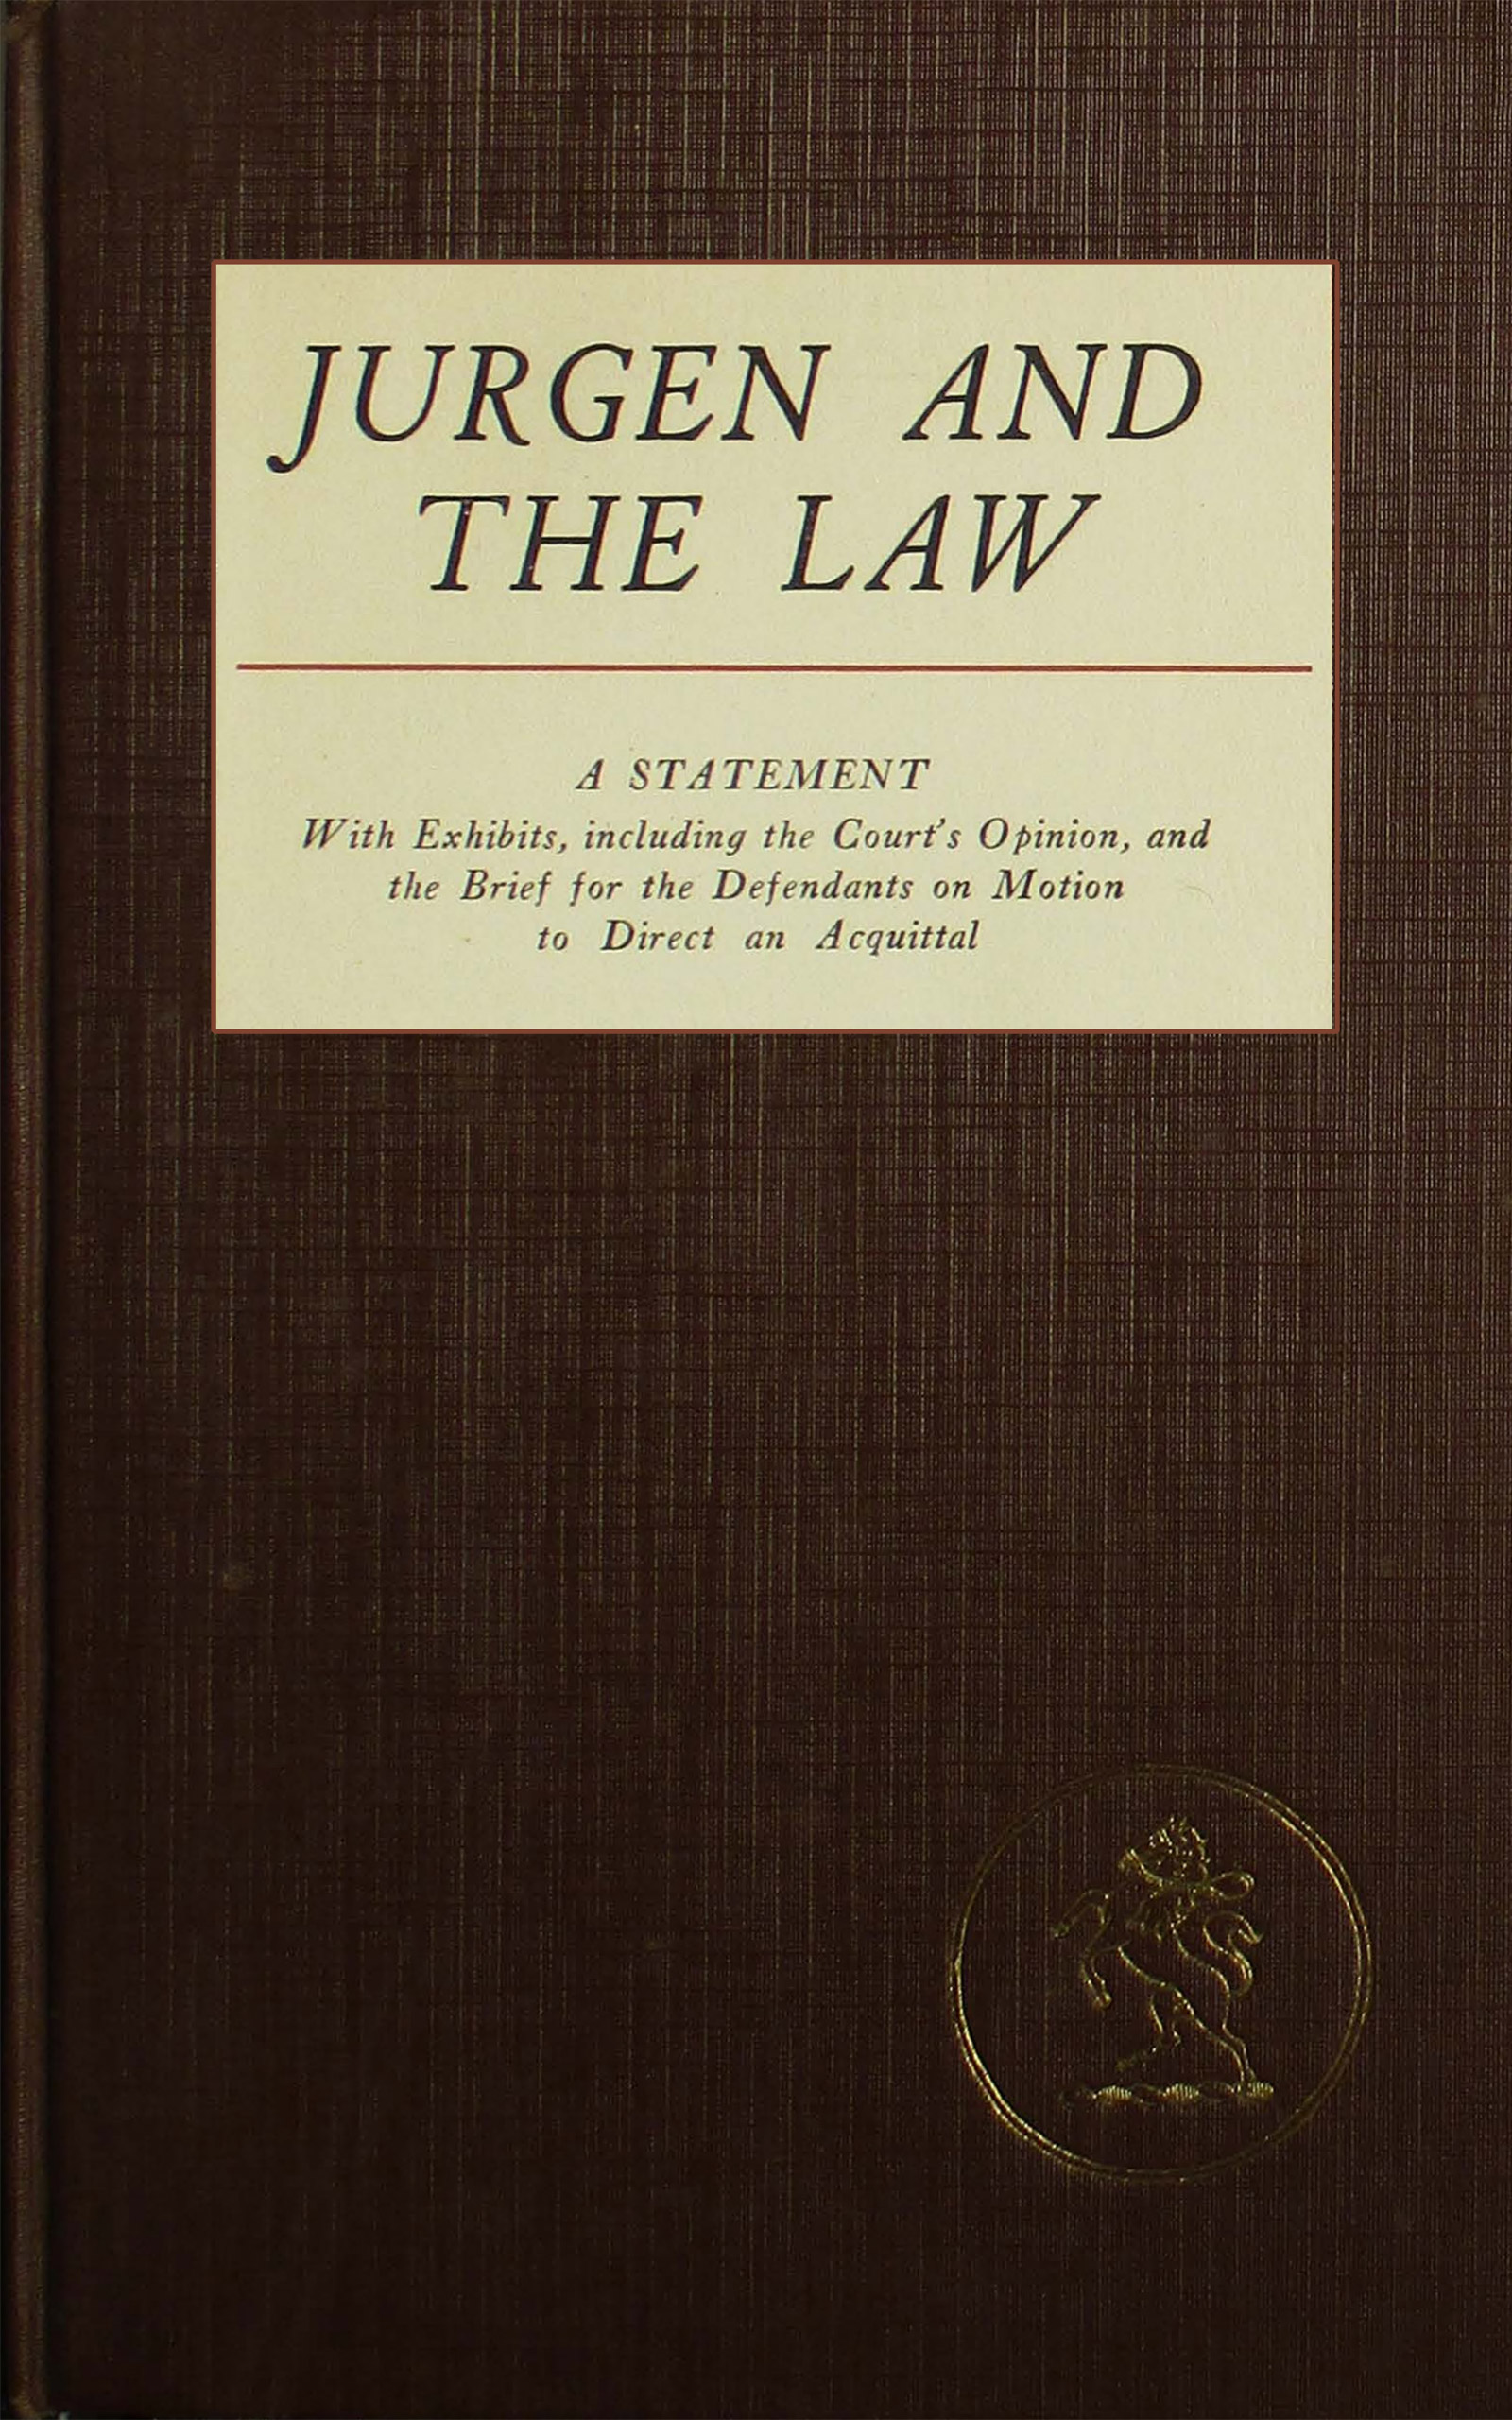 JURGEN AND
THE LAW
A STATEMENT
With Exhibits, including the Court's Opinion, and
the Brief for the Defendants on Motion
to Direct an Acquittal